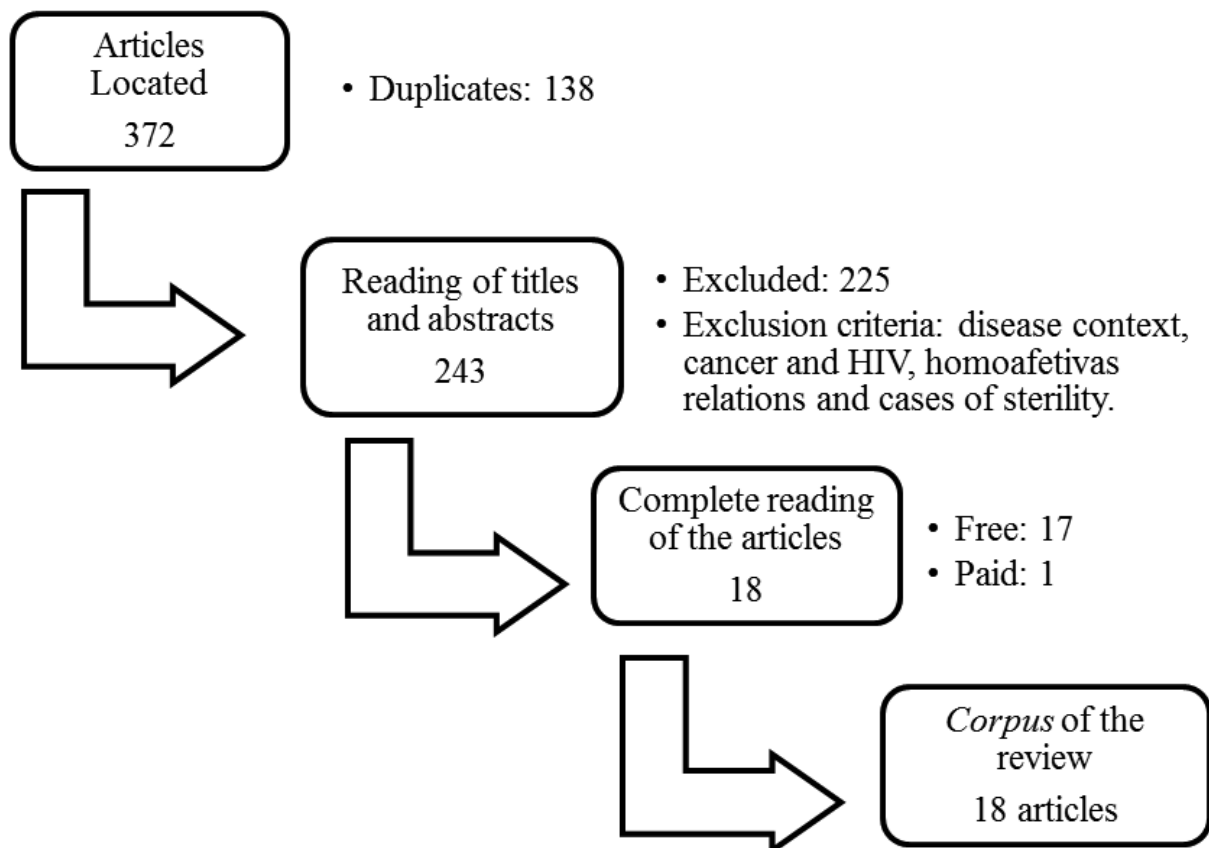 Articles
Located
372
• Duplicates: 138
Reading of titles
and abstracts
243
• Excluded: 225
• Exclusion criteria: disease context,
cancer and HIV, homoafetivas
relations and cases of sterility.
Complete reading
of the articles
18
• Free: 17
• Paid: 1
Corpus of the
review
18 articles